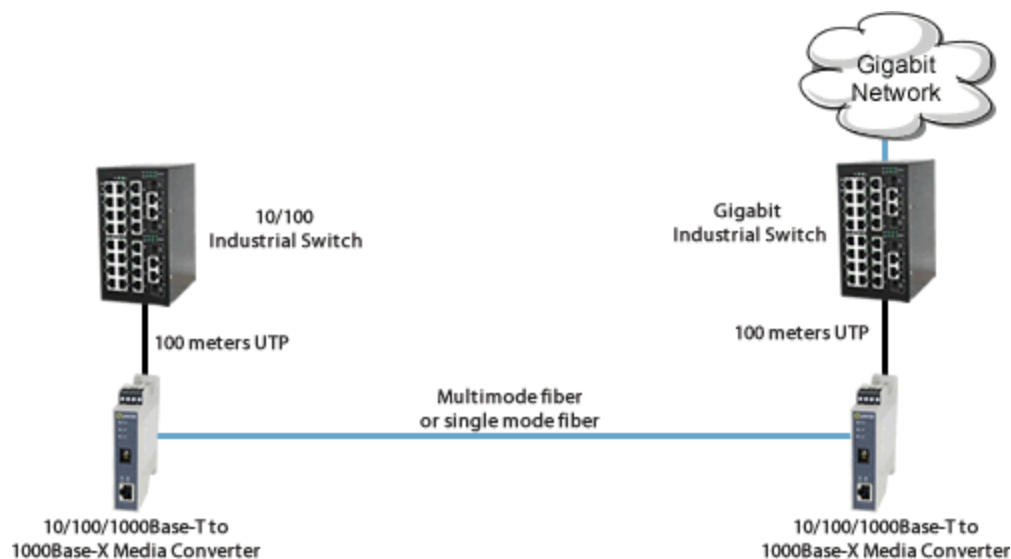 Gigabit
Network
10/100
Industrial Switch
Gigabit
Industrial Switch
100 meters UTP
100 meters UTP
Multimode fiber
or single mode fiber
10/100/1000Base-T to
1000Base-X Media Converter
10/100/1000Base-T to
1000Base-X Media Converter